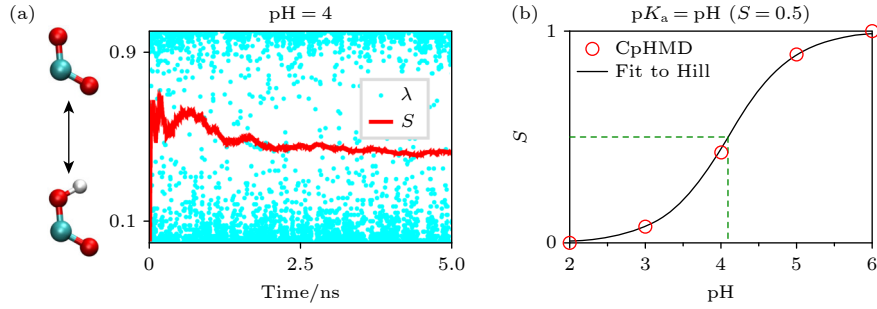 (a)
pH = 4
0.9
0.1
λ
S
0
2.5
5.0
Time/ns
(b)
pKa = pH (S = 0.5)
1
0
S
CpHMD
Fit to Hill
2
3
4
5
6
pH